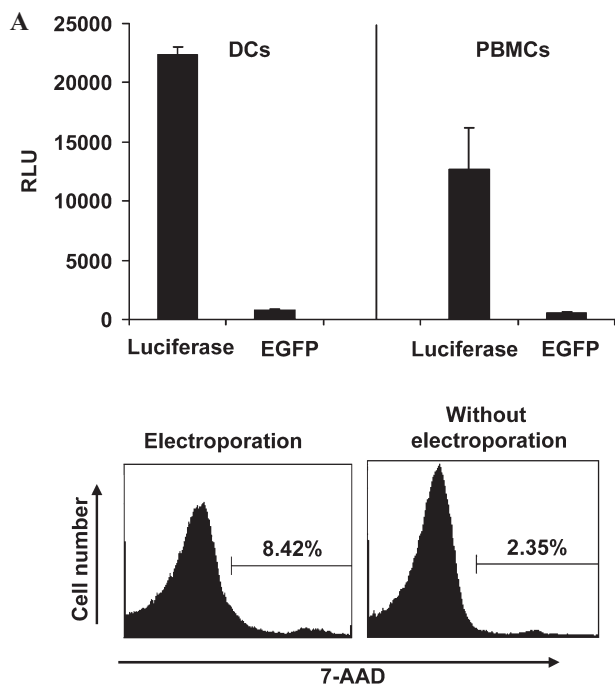 A
25000
20000
15000
10000
5000
0
RLU
DCs
PBMCs
Luciferase EGFP
Luciferase EGFP
Electroporation
Without
electroporation
Cell number
8.42%
2.35%
7-AAD